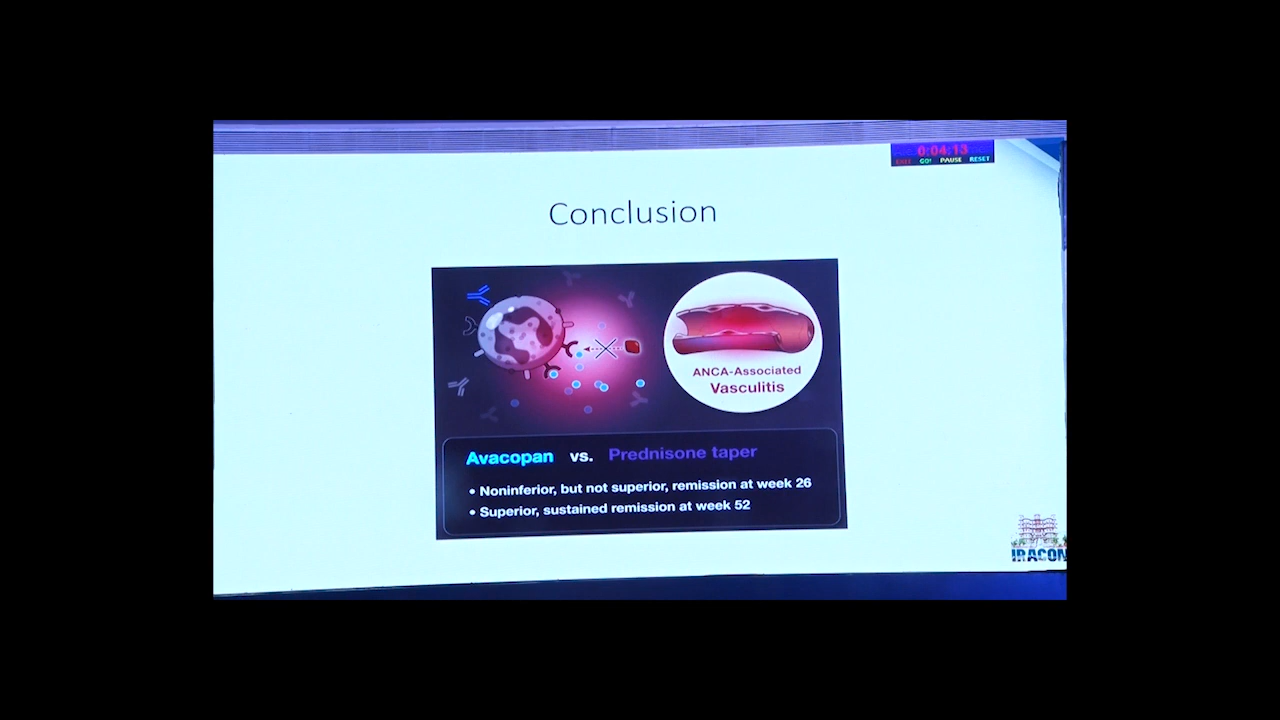 0:04:13
GO! PAUSE RESET
Conclusion
ANCA-Associated
Vasculitis
Avacopan vs. Prednisone taper
• Noninferior, but not superior, remission at week 26
• Superior, sustained remission at week 52
IRACON